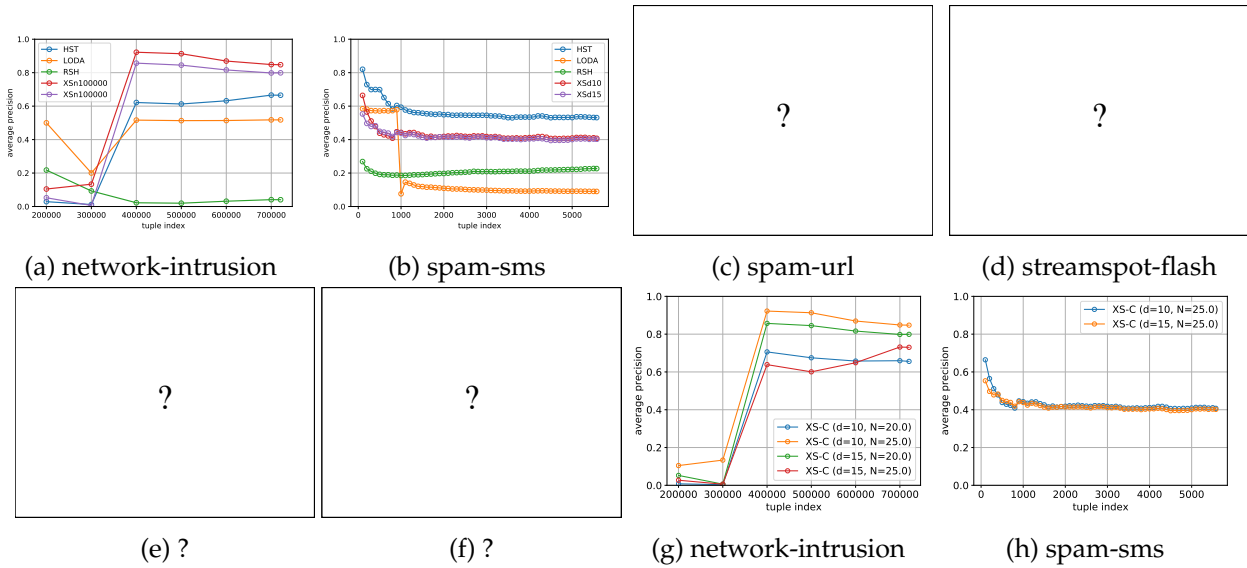 1.0
0.8
0.6
0.4
0.2
0.0
average precision
HST
LODA
RSH
XSn100000
XSn100000
200000 300000 400000 500000 600000 700000
tuple index
(a) network-intrusion
1.0
0.8
0.6
0.4
0.2
0.0
average precision
HST
LODA
RSH
XSd10
XSd15
0 1000 2000 3000 4000 5000
tuple index
(b) spam-sms
?
(c) spam-url
?
(d) streamspot-flash
?
(e) ?
?
(f) ?
1.0
0.8
0.6
0.4
0.2
0.0
average precision
XS-C (d=10, N=20.0)
XS-C (d=10, N=25.0)
XS-C (d=15, N=20.0)
XS-C (d=15, N=25.0)
200000 300000 400000 500000 600000 700000
tuple index
(g) network-intrusion
1.0
0.8
0.6
0.4
0.2
0.0
average precision
XS-C (d=10, N=25.0)
XS-C (d=15, N=25.0)
0 1000 2000 3000 4000 5000
tuple index
(h) spam-sms